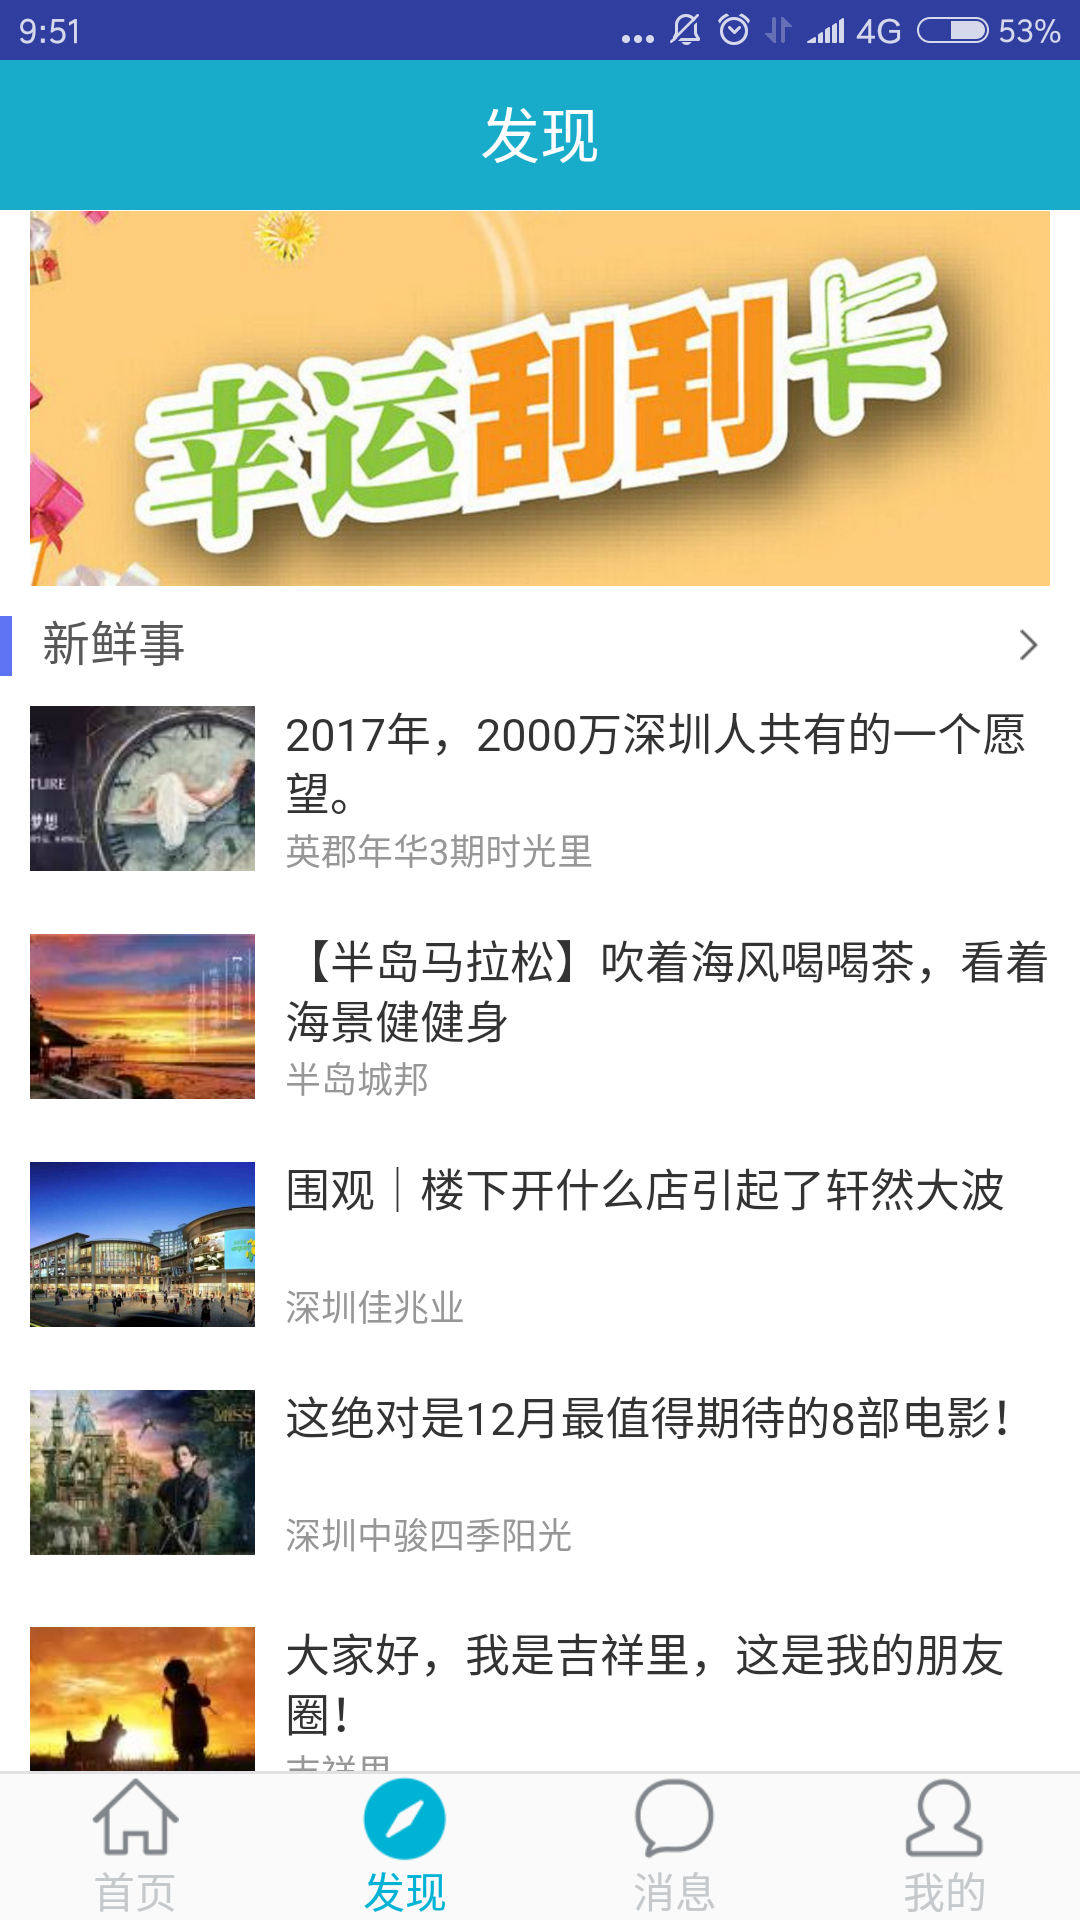 9:51
4G
53%
发现
幸运刮刮卡
新鲜事
TURE
梦想
2017年，2000万深圳人共有的一个愿
望。
英郡年华3期时光里
【半岛马拉松】吹着海风喝喝茶，看着
海景健健身
半岛城邦
围观｜楼下开什么店引起了轩然大波
深圳佳兆业
MISS
这绝对是12月最值得期待的8部电影！
深圳中骏四季阳光
大家好，我是吉祥里，这是我的朋友
圈！
吉祥里
首页
发现
消息
我的